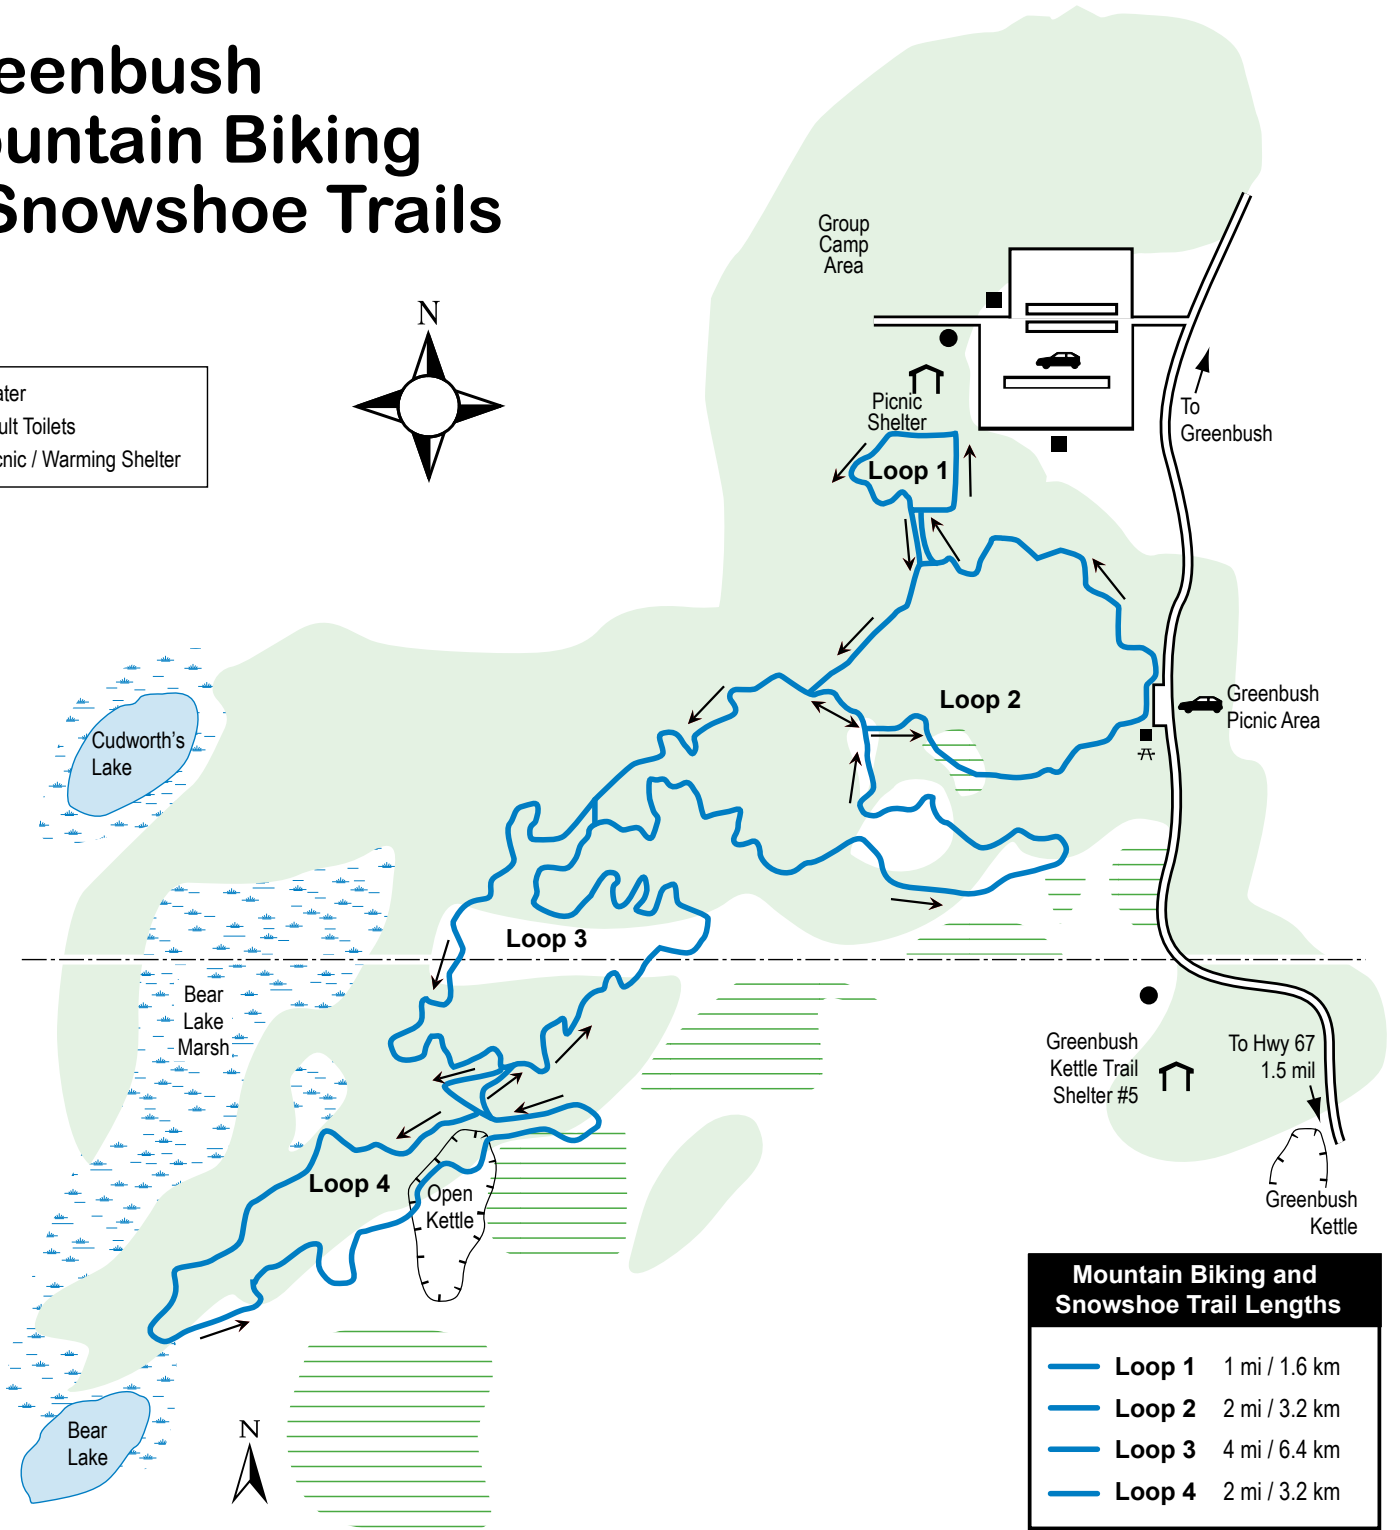 eenbush
untain Biking
Snowshoe Trails
N
ater
ult Toilets
cnic / Warming Shelter
Group
Camp
Area
Picnic
Shelter
To
Greenbush
Loop 1
Loop 2
Greenbush
Picnic Area
Cudworth's
Lake
Loop 3
Bear
Lake
Marsh
Greenbush
Kettle Trail
Shelter #5
To Hwy 67
1.5 mil
Loop 4
Open
Kettle
Greenbush
Kettle
Bear
Lake
N
Mountain Biking and
Snowshoe Trail Lengths
Loop 1 1 mi / 1.6 km
Loop 2 2 mi / 3.2 km
Loop 3 4 mi / 6.4 km
Loop 4 2 mi / 3.2 km